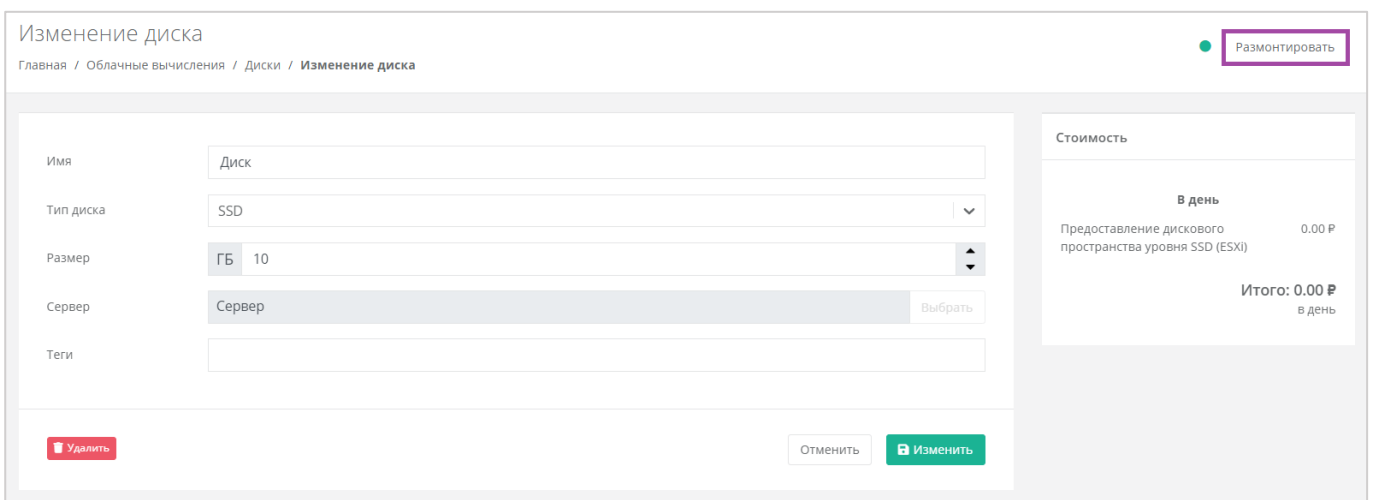 Изменение диска
Размонтировать
Главная / Облачные вычисления / Диски / Изменение диска
Стоимость
Имя
Диск
Тип диска
SSD
Размер
ГБ 10
Сервер
Сервер
Выбрать
Теги
В день
Предоставление дискового 0.00 ₽
пространства уровня SSD (ESXi)
Итого: 0.00 ₽
в день
Удалить
Отменить
Изменить